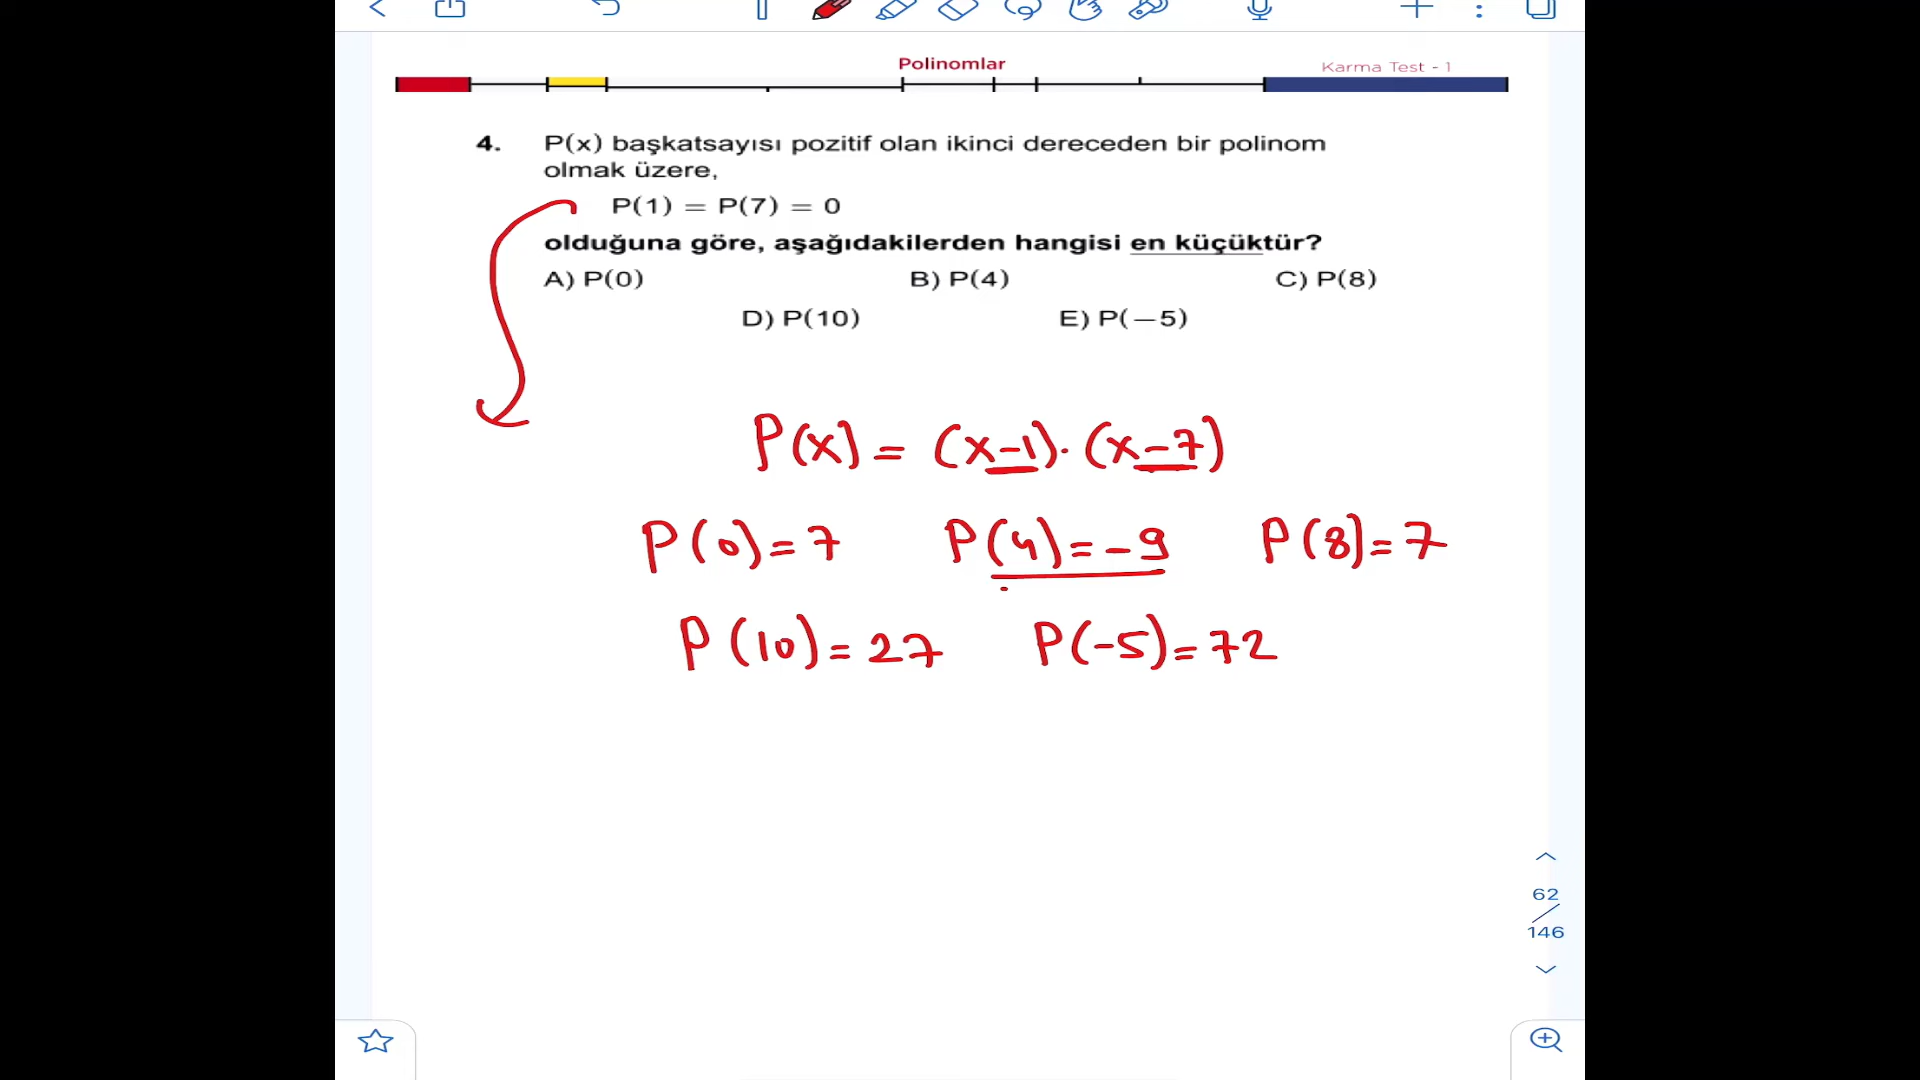 Polinomlar
Karma Test - 1
4. P(x) başkatsayısı pozitif olan ikinci dereceden bir polinom
olmak üzere,
P(1) = P(7) = 0
olduğuna göre, aşağıdakilerden hangisi en küçüktür?
A) P(0) B) P(4) C) P(8)
D) P(10) E) P(−5)
P(x) = (x-1)·(x-7)
P(0)=7 P(4)=-9 P(8)=7
P(10)=27 P(-5)=72
62
146